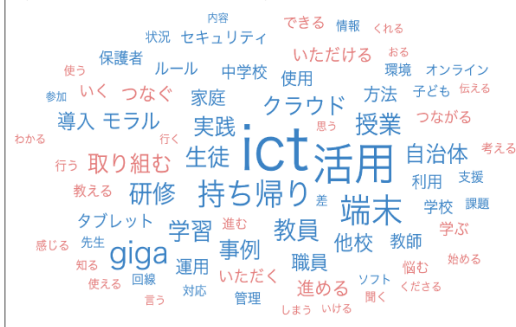 内容
できる 情報 くれる
状況 セキュリティ
保護者 いただける おる
使う ルール 中学校 使用 環境 オンライン
参加 いく つなぐ 家庭 クラウド 方法 子ども 伝える
導入 モラル 実践 思う 授業 つながる
わかる 行く ict 活用 自治体 考える
行う 取り組む 生徒
教える 研修 持ち帰り 差 端末 利用 支援
タブレット 学習 進む 教員 学校 課題
感じる 先生 giga 事例 他校 教師 学ぶ
知る 運用 いただく 職員 悩む 始める
使える 回線 対応 管理 進める ソフト くださる
言う しまう いける 聞く